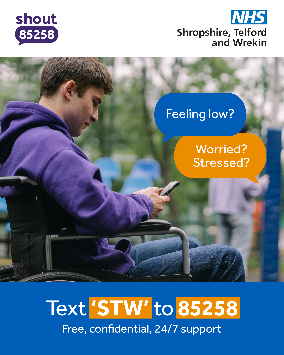 shout
85258
NHS
Shropshire, Telford
and Wrekin
Feeling low?
Worried?
Stressed?
Text 'STW' to 85258
Free, confidential, 24/7 support